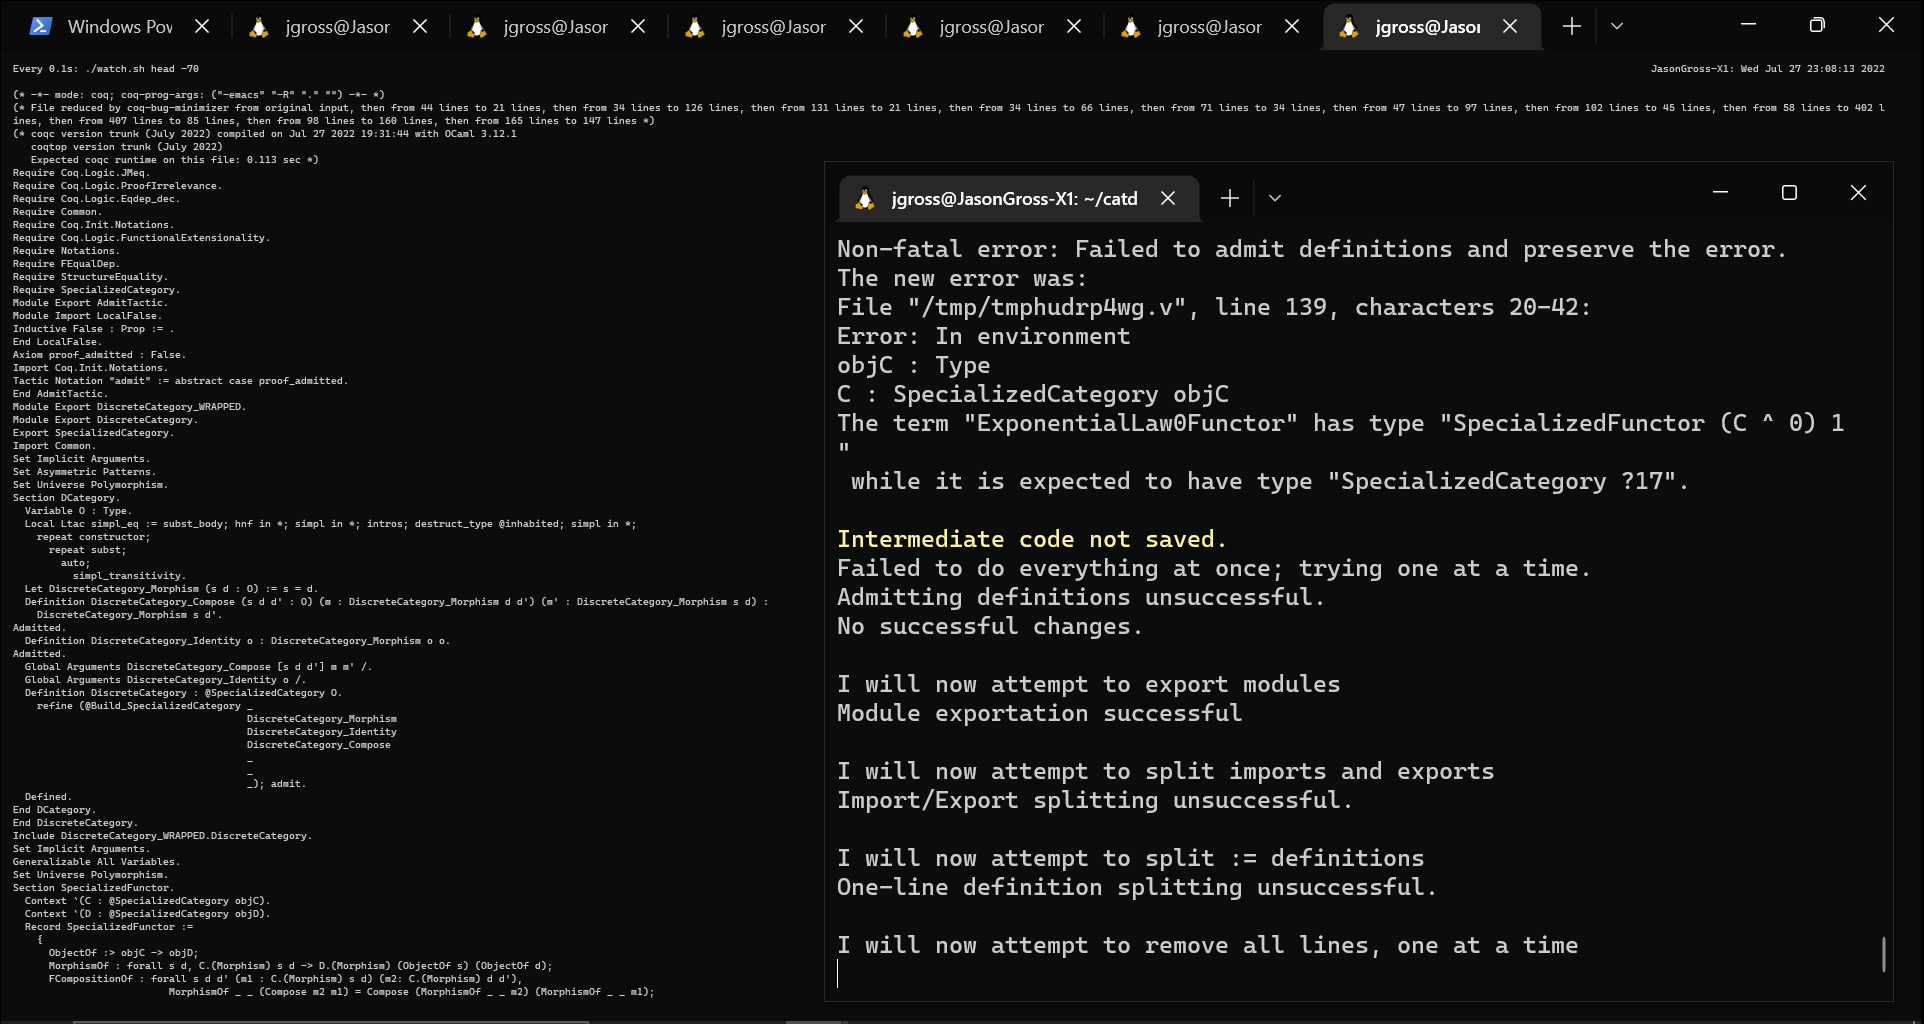 Windows Pow
jgross@Jasor
jgross@Jasor
jgross@Jasor
jgross@Jasor
jgross@Jasor
jgross@Jasor
Every 0.1s: ./watch.sh head -70
JasonGross-X1: Wed Jul 27 23:08:13 2022
(* -*- mode: coq; coq-prog-args: ("-emacs" "-R" "." "") -*- *)
(* File reduced by coq-bug-minimizer from original input, then from 44 lines to 21 lines, then from 34 lines to 126 lines, then from 131 lines to 21 lines, then from 34 lines to 66 lines, then from 71 lines to 34 lines, then from 47 lines to 97 lines, then from 102 lines to 45 lines, then from 58 lines to 402 l
ines, then from 407 lines to 85 lines, then from 98 lines to 160 lines, then from 165 lines to 147 lines *)
(* coqc version trunk (July 2022) compiled on Jul 27 2022 19:31:44 with OCaml 3.12.1
   coqtop version trunk (July 2022)
   Expected coqc runtime on this file: 0.113 sec *)
Require Coq.Logic.JMeq.
Require Coq.Logic.ProofIrrelevance.
Require Coq.Logic.Eqdep_dec.
Require Common.
Require Coq.Init.Notations.
Require Coq.Logic.FunctionalExtensionality.
Require Notations.
Require FEqualDep.
Require StructureEquality.
Require SpecializedCategory.
Module Export AdmitTactic.
Module Import LocalFalse.
Inductive False : Prop := .
End LocalFalse.
Axiom proof_admitted : False.
Import Coq.Init.Notations.
Tactic Notation "admit" := abstract case proof_admitted.
End AdmitTactic.
Module Export DiscreteCategory_WRAPPED.
Module Export DiscreteCategory.
Export SpecializedCategory.
Import Common.
Set Implicit Arguments.
Set Asymmetric Patterns.
Set Universe Polymorphism.
Section DCategory.
  Variable O : Type.
  Local Ltac simpl_eq := subst_body; hnf in *; simpl in *; intros; destruct_type @inhabited; simpl in *;
    repeat constructor;
      repeat subst;
        auto;
          simpl_transitivity.
  Let DiscreteCategory_Morphism (s d : O) := s = d.
  Definition DiscreteCategory_Compose (s d d' : O) (m : DiscreteCategory_Morphism d d') (m' : DiscreteCategory_Morphism s d) :
    DiscreteCategory_Morphism s d'.
Admitted.
  Definition DiscreteCategory_Identity o : DiscreteCategory_Morphism o o.
Admitted.
  Global Arguments DiscreteCategory_Compose [s d d'] m m' /.
  Global Arguments DiscreteCategory_Identity o /.
  Definition DiscreteCategory : @SpecializedCategory O.
    refine (@Build_SpecializedCategory _
                                       DiscreteCategory_Morphism
                                       DiscreteCategory_Identity
                                       DiscreteCategory_Compose
                                       _
                                       _
                                       _); admit.
  Defined.
End DCategory.
End DiscreteCategory.
Include DiscreteCategory_WRAPPED.DiscreteCategory.
Set Implicit Arguments.
Generalizable All Variables.
Set Universe Polymorphism.
Section SpecializedFunctor.
  Context `(C : @SpecializedCategory objC).
  Context `(D : @SpecializedCategory objD).
  Record SpecializedFunctor :=
    {
      ObjectOf :> objC -> objD;
      MorphismOf : forall s d, C.(Morphism) s d -> D.(Morphism) (ObjectOf s) (ObjectOf d);
      FCompositionOf : forall s d d' (m1 : C.(Morphism) s d) (m2: C.(Morphism) d d'),
                          MorphismOf _ _ (Compose m2 m1) = Compose (MorphismOf _ _ m2) (MorphismOf _ _ m1);
jgross@JasonGross-X1: ~/catd
Non-fatal error: Failed to admit definitions and preserve the error.
The new error was:
File "/tmp/tmphudrp4wg.v", line 139, characters 20-42:
Error: In environment
objC : Type
C : SpecializedCategory objC
The term "ExponentialLaw0Functor" has type "SpecializedFunctor (C ^ 0) 1
"
 while it is expected to have type "SpecializedCategory ?17".
Intermediate code not saved.
Failed to do everything at once; trying one at a time.
Admitting definitions unsuccessful.
No successful changes.
I will now attempt to export modules
Module exportation successful
I will now attempt to split imports and exports
Import/Export splitting unsuccessful.
I will now attempt to split := definitions
One-line definition splitting unsuccessful.
I will now attempt to remove all lines, one at a time